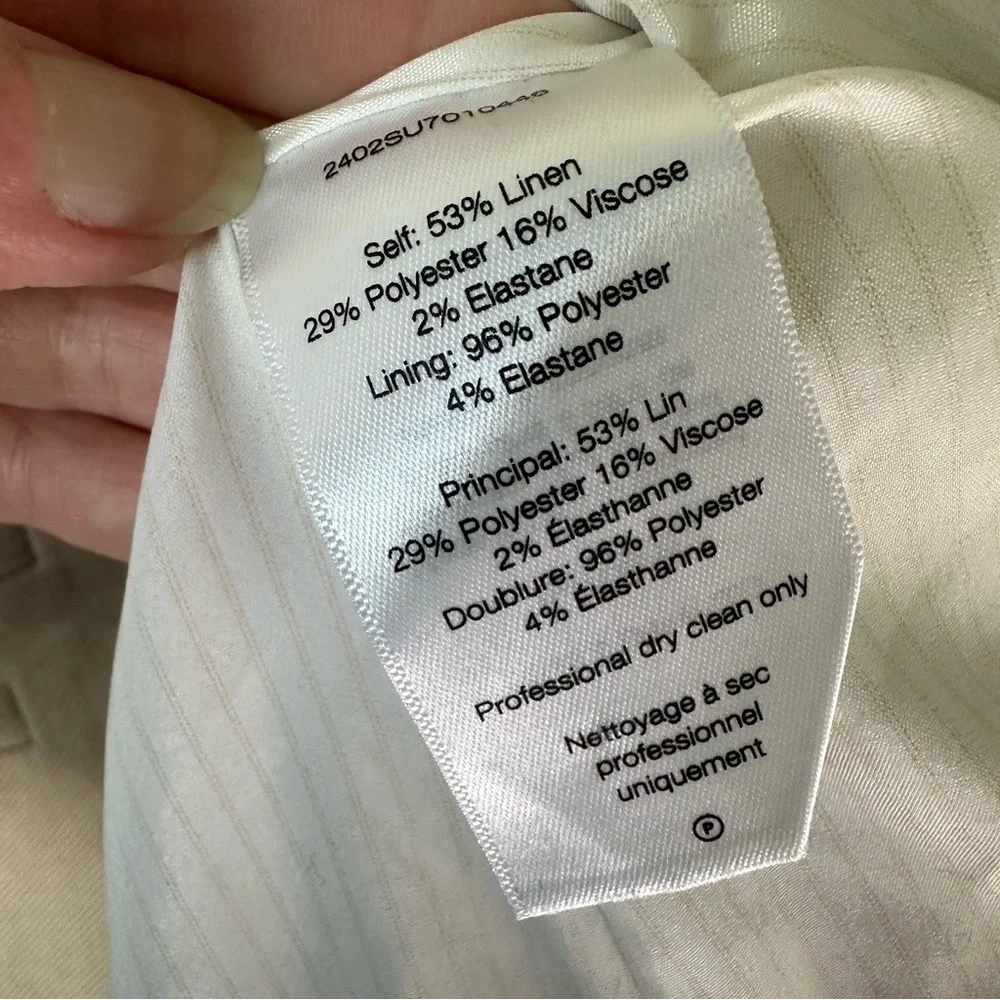 2402SU7010448
Self: 53% Linen
29% Polyester 16% Viscose
2% Elastane
Lining: 96% Polyester
4% Elastane
Principal: 53% Lin
29% Polyester 16% Viscose
2% Élasthanne
Doublure: 96% Polyester
4% Élasthanne
Professional dry clean only
Nettoyage à sec
professionnel
uniquement
P